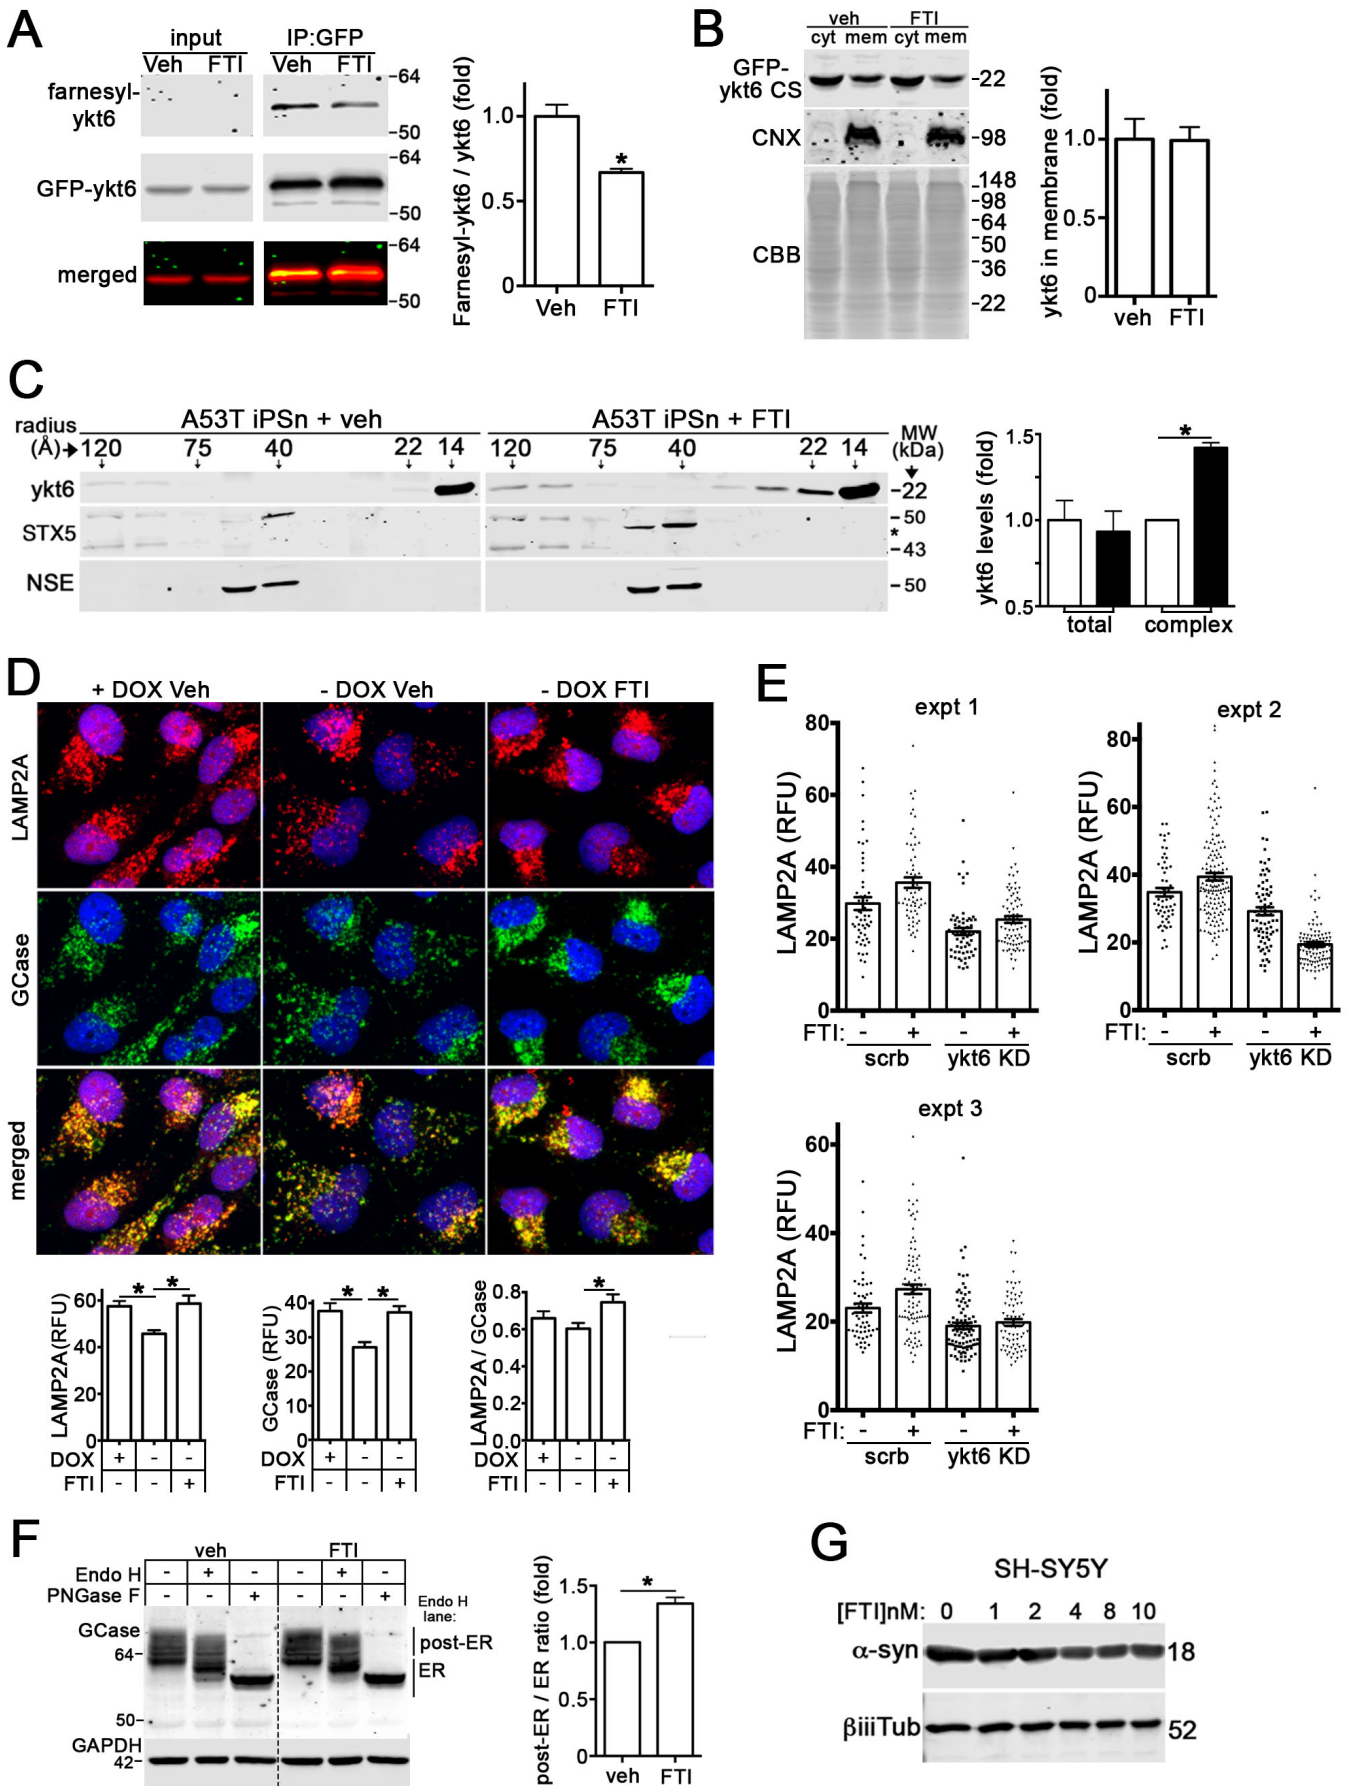 A
input IP:GFP
Veh FTI Veh FTI
farnesyl-
ykt6
-64
-50
GFP-ykt6
-64
-50
merged
-64
-50
Farnesyl-ykt6 / ykt6 (fold)
1.0
0.5
0
*
Veh FTI
B
veh FTI
cyt mem cyt mem
GFP-
ykt6 CS
-22
CNX
-98
CBB
-148
-98
-64
-50
-36
-22
ykt6 in membrane (fold)
1.0
0.5
0
veh FTI
C
A53T iPSn + veh A53T iPSn + FTI
radius
(Å)
120 75 40 22 14
120 75 40 22 14
MW
(kDa)
ykt6
-22
STX5
-50
*
-43
NSE
-50
ykt6 levels (fold)
1.5
1.0
0.5
*
total complex
D
+ DOX Veh - DOX Veh - DOX FTI
LAMP2A
GCase
merged
LAMP2A(RFU)
60
40
20
0
* *
DOX + - -
FTI - - +
GCase (RFU)
40
30
20
10
0
* *
DOX + - -
FTI - - +
LAMP2A / GCase
0.8
0.6
0.4
0.2
0.0
*
DOX + - -
FTI - - +
E
expt 1
LAMP2A (RFU)
80
60
40
20
0
FTI: - + - +
scrb ykt6 KD
expt 2
LAMP2A (RFU)
80
60
40
20
0
FTI: - + - +
scrb ykt6 KD
expt 3
LAMP2A (RFU)
60
40
20
0
FTI: - + - +
scrb ykt6 KD
F
veh FTI
Endo H - + - - + -
PNGase F - - + - - +
Endo H
lane:
GCase
64-
post-ER
ER
50-
GAPDH
42-
post-ER / ER ratio (fold)
1.5
1.0
0.5
0
*
veh FTI
G
SH-SY5Y
[FTI]nM: 0 1 2 4 8 10
α-syn 18
βiiiTub 52